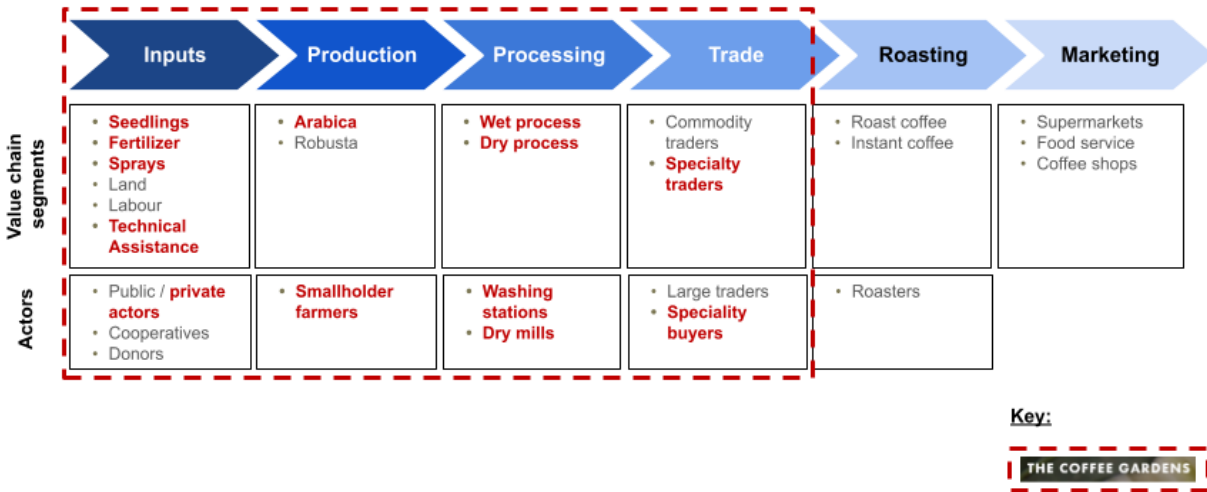 Inputs
Production
Processing
Trade
Roasting
Marketing
Value chain
segments
Seedlings
Fertilizer
Sprays
Land
Labour
Technical
Assistance
Arabica
Robusta
Wet process
Dry process
Commodity
traders
Specialty
traders
Roast coffee
Instant coffee
Supermarkets
Food service
Coffee shops
Actors
Public / private
actors
Cooperatives
Donors
Smallholder
farmers
Washing
stations
Dry mills
Large traders
Speciality
buyers
Roasters
Key:
THE COFFEE GARDENS